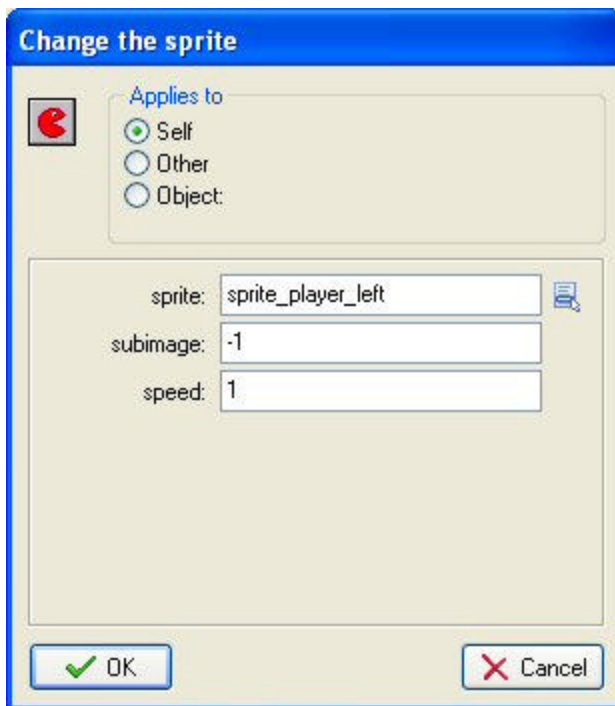 Change the sprite
Applies to
Self
Other
Object:
sprite: sprite_player_left
subimage: -1
speed: 1
OK Cancel